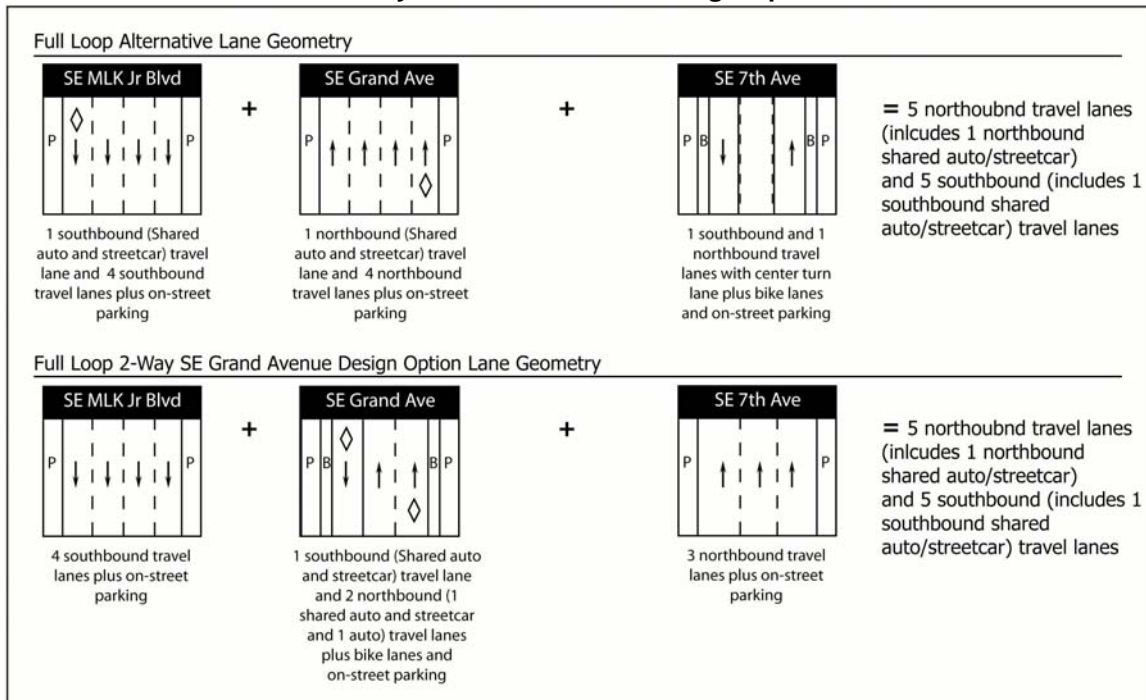 Full Loop Alternative Lane Geometry
SE MLK Jr Blvd
P
P
1 southbound (Shared
auto and streetcar) travel
lane and 4 southbound
travel lanes plus on-street
parking
+
SE Grand Ave
P
P
1 northbound (Shared
auto and streetcar) travel
lane and 4 northbound
travel lanes plus on-street
parking
+
SE 7th Ave
P B
B P
1 southbound and 1
northbound travel
lanes with center turn
lane plus bike lanes
and on-street parking
= 5 northoubnd travel lanes
(inlcudes 1 northbound
shared auto/streetcar)
and 5 southbound (includes 1
southbound shared
auto/streetcar) travel lanes
Full Loop 2-Way SE Grand Avenue Design Option Lane Geometry
SE MLK Jr Blvd
P
P
4 southbound travel
lanes plus on-street
parking
+
SE Grand Ave
P B
B P
1 southbound (Shared auto
and streetcar) travel lane
and 2 northbound (1
shared auto and streetcar
and 1 auto) travel lanes
plus bike lanes and
on-street parking
+
SE 7th Ave
P
P
3 northbound travel
lanes plus on-street
parking
= 5 northoubnd travel lanes
(inlcudes 1 northbound
shared auto/streetcar)
and 5 southbound (includes 1
southbound shared
auto/streetcar) travel lanes